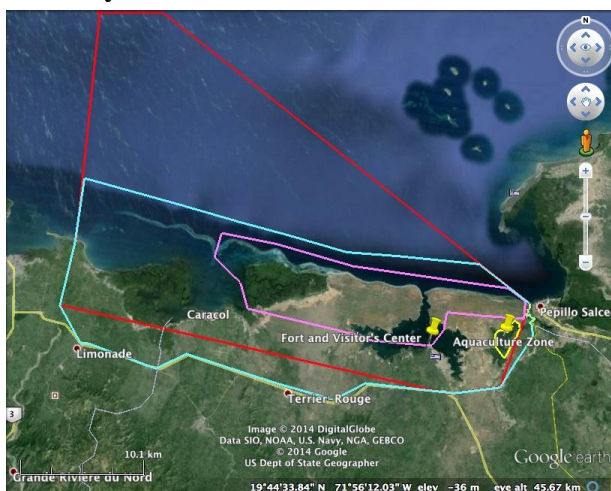 N
Pepillo Salce
Caracol
Fort and Visitor's Center
Aquaculture Zone
Limonade
Terrier-Rouge
3
Image © 2014 DigitalGlobe
Data SIO, NOAA, U.S. Navy, NGA, GEBCO
© 2014 Google
US Dept of State Geographer
10.1 km
Google earth
Grande Rivière du Nord
19°44'33.84" N 71°56'12.03" W elev -36 m eye alt 45.67 km